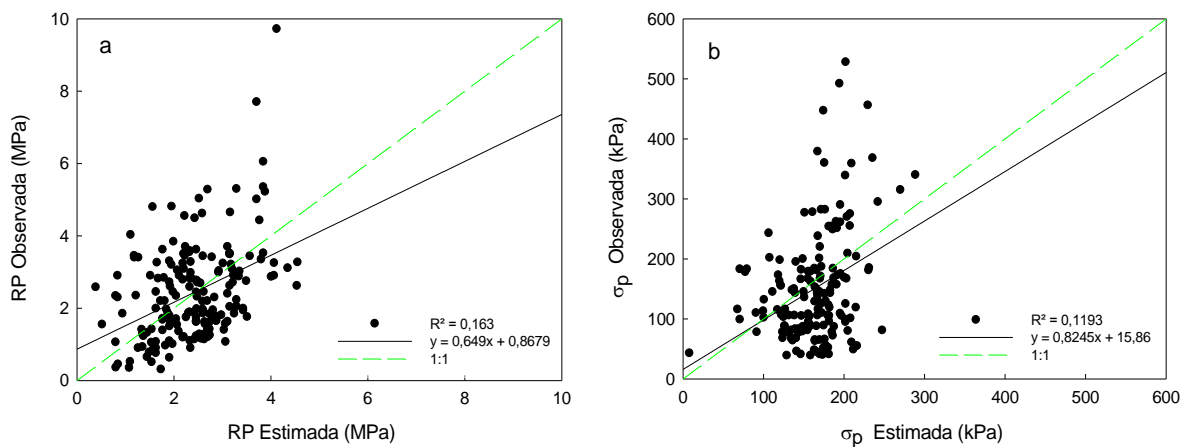 a
RP Observada (MPa)
10
8
6
4
2
0
0 2 4 6 8 10
RP Estimada (MPa)
R² = 0,163
y = 0,649x + 0,8679
1:1
b
σp Observada (kPa)
600
500
400
300
200
100
0
0 100 200 300 400 500 600
σp Estimada (kPa)
R² = 0,1193
y = 0,8245x + 15,86
1:1